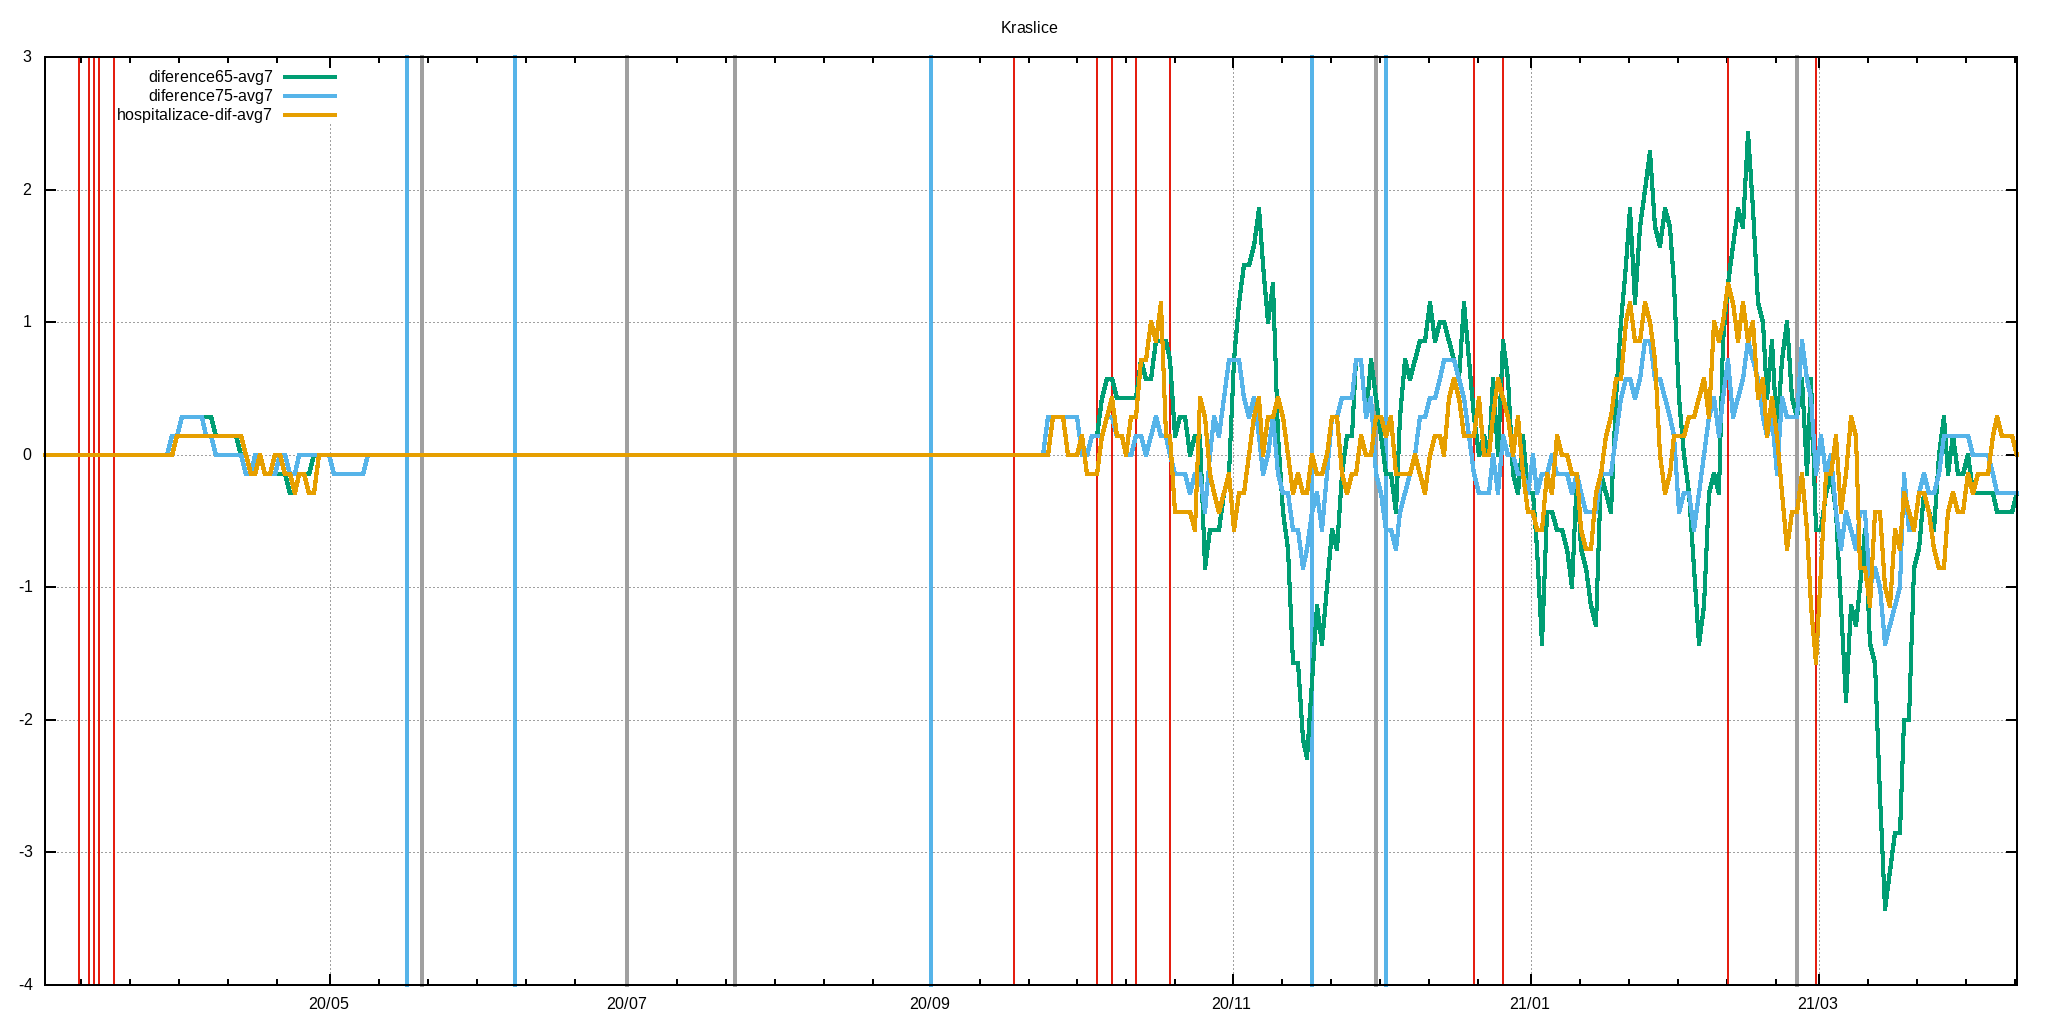 Kraslice
3
diference65-avg7
diference75-avg7
hospitalizace-dif-avg7
2
1
0
-1
-2
-3
-4
20/05 20/07 20/09 20/11 21/01 21/03